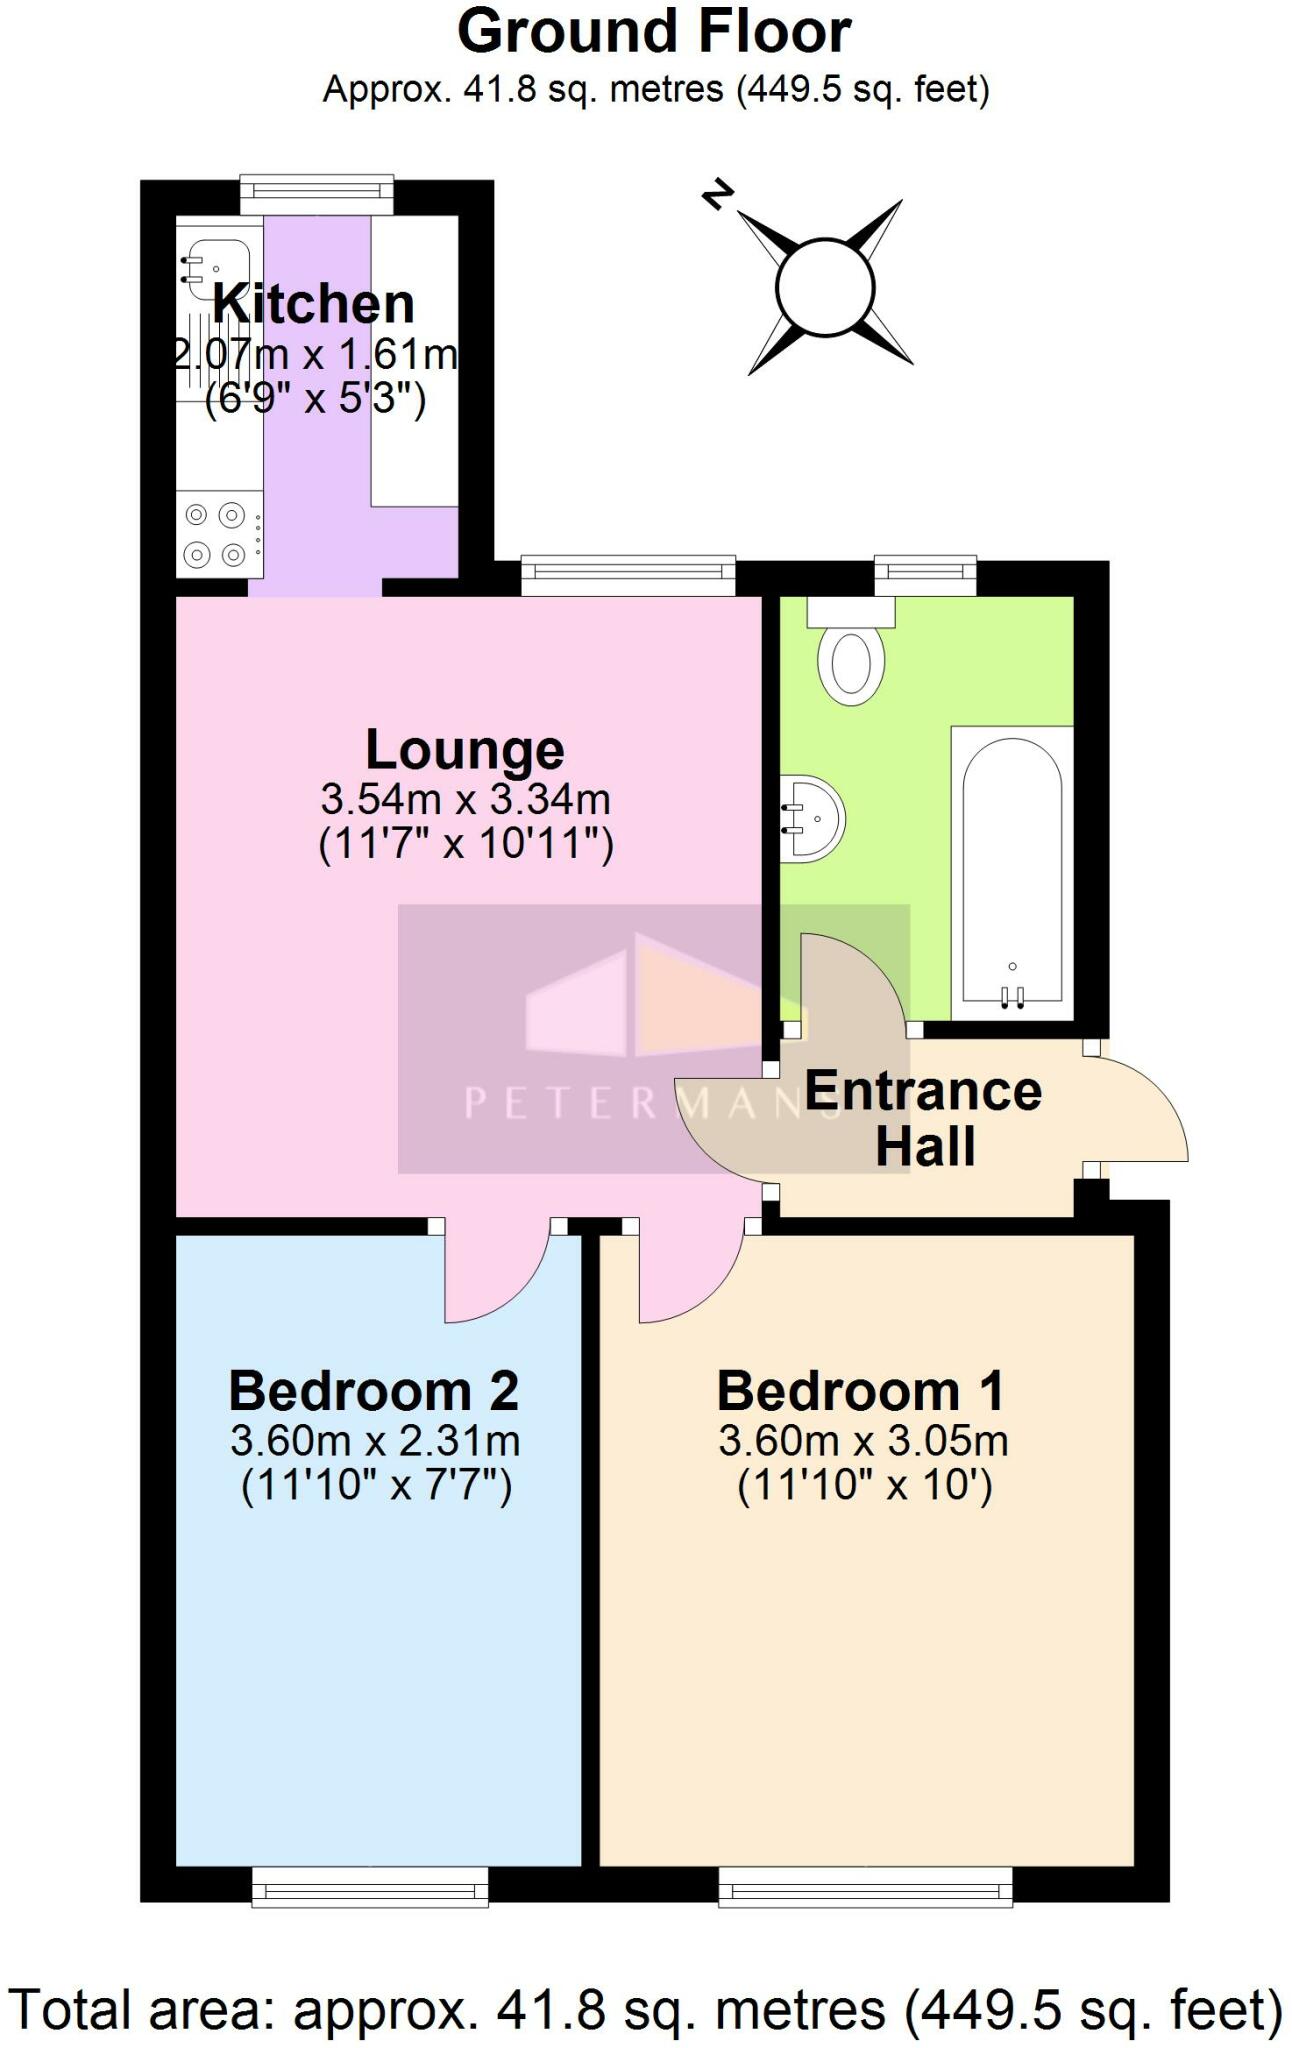 Ground Floor
Approx. 41.8 sq. metres (449.5 sq. feet)
N
Kitchen
2.07m x 1.61m
(6'9" x 5'3")
Lounge
3.54m x 3.34m
(11'7" x 10'11")
PETERMANS
Entrance
Hall
Bedroom 2
3.60m x 2.31m
(11'10" x 7'7")
Bedroom 1
3.60m x 3.05m
(11'10" x 10')
Total area: approx. 41.8 sq. metres (449.5 sq. feet)